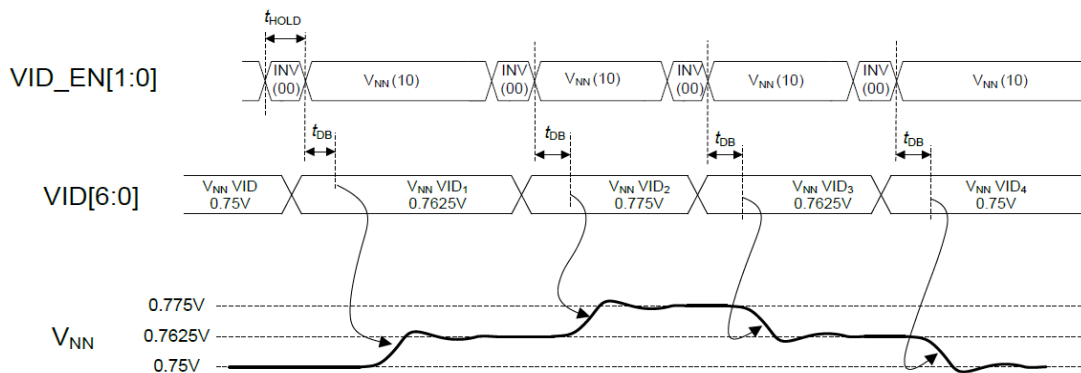 tHOLD
VID_EN[1:0]
INV
(00)
VNN (10)
INV
(00)
VNN (10)
INV
(00)
VNN (10)
INV
(00)
VNN (10)
tDB
tDB
tDB
tDB
VID[6:0]
VNN VID
0.75V
VNN VID1
0.7625V
VNN VID2
0.775V
VNN VID3
0.7625V
VNN VID4
0.75V
VNN
0.775V
0.7625V
0.75V